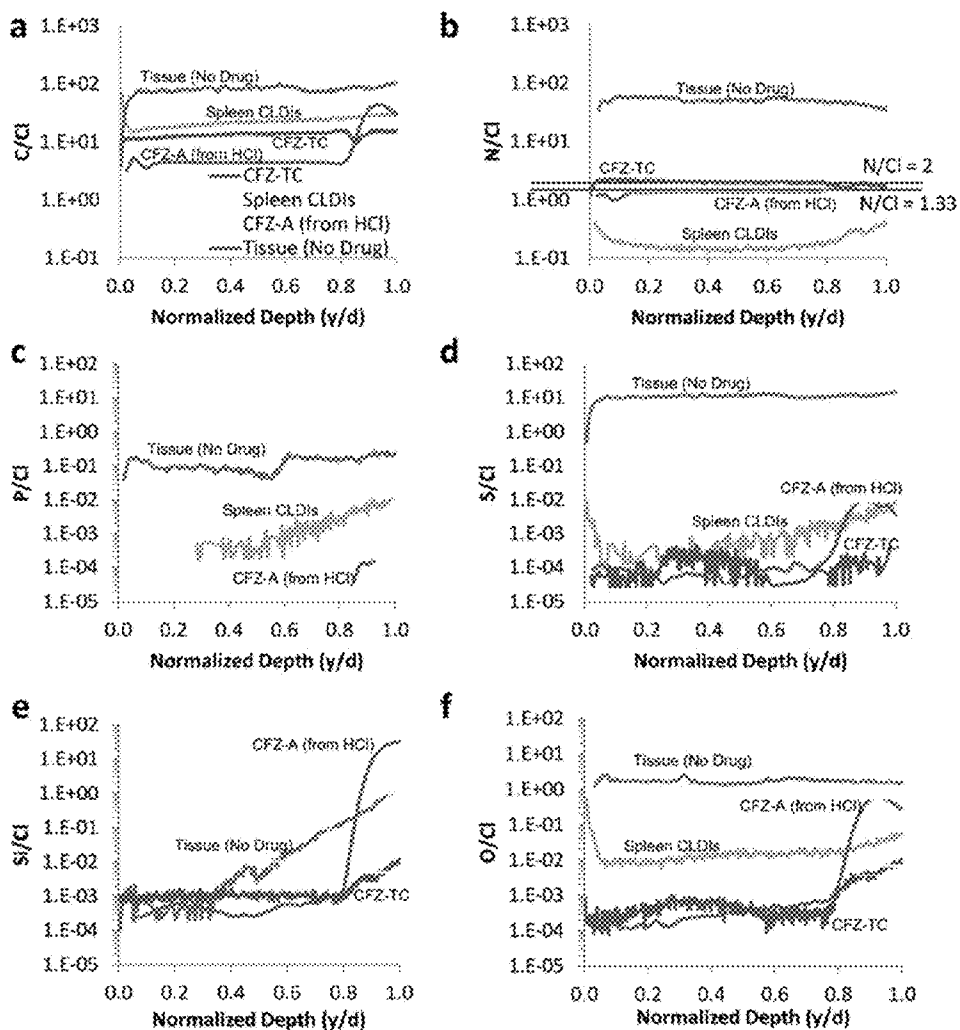 a
1.E+03
1.E+02
1.E+01
1.E+00
1.E-01
C/Cl
Tissue (No Drug)
Spleen CLDIs
CFZ-TC
CFZ-A (from HCl)
CFZ-TC
Spleen CLDIs
CFZ-A (from HCl)
Tissue (No Drug)
0.0 0.2 0.4 0.6 0.8 1.0
Normalized Depth (y/d)
b
1.E+03
1.E+02
1.E+01
1.E+00
1.E-01
N/Cl
Tissue (No Drug)
CFZ-TC
N/Cl = 2
CFZ-A (from HCl)
N/Cl = 1.33
Spleen CLDIs
0.0 0.2 0.4 0.6 0.8 1.0
Normalized Depth (y/d)
c
1.E+02
1.E+01
1.E+00
1.E-01
1.E-02
1.E-03
1.E-04
1.E-05
P/Cl
Tissue (No Drug)
Spleen CLDIs
CFZ-A (from HCl)
0.0 0.2 0.4 0.6 0.8 1.0
Normalized Depth (y/d)
d
1.E+02
1.E+01
1.E+00
1.E-01
1.E-02
1.E-03
1.E-04
1.E-05
S/Cl
Tissue (No Drug)
CFZ-A (from HCl)
Spleen CLDIs
CFZ-TC
0.0 0.2 0.4 0.6 0.8 1.0
Normalized Depth (y/d)
e
1.E+02
1.E+01
1.E+00
1.E-01
1.E-02
1.E-03
1.E-04
1.E-05
Si/Cl
CFZ-A (from HCl)
Tissue (No Drug)
CFZ-TC
0.0 0.2 0.4 0.6 0.8 1.0
Normalized Depth (y/d)
f
1.E+02
1.E+01
1.E+00
1.E-01
1.E-02
1.E-03
1.E-04
1.E-05
O/Cl
Tissue (No Drug)
CFZ-A (from HCl)
Spleen CLDIs
CFZ-TC
0.0 0.2 0.4 0.6 0.8 1.0
Normalized Depth (y/d)